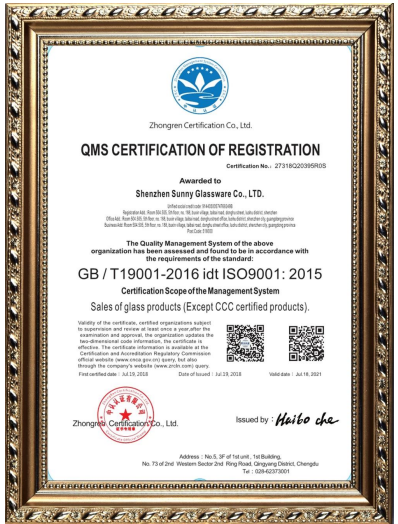 Zhongren Certification Co., Ltd.
QMS CERTIFICATION OF REGISTRATION
Certification No.: 27318Q20395R0S
Awarded to
Shenzhen Sunny Glassware Co., LTD.
The Quality Management System of the above
organization has been assessed and found to be in accordance with
the requirements of the standard:
GB / T19001-2016 idt ISO9001: 2015
Certification Scope of the Management System
Sales of glass products (Except CCC certified products).
Validity of the certificate, certified organizations subject
to supervision and review at least once a year,after the
examination and approval, the organization updates the
two-dimensional code information, the certificate is
effective. The certificate information is available at the
Certification and Accreditation Regulatory Commission
official website (www.cnca.gov.cn) query, but also
through the company's website (www.zrcln.com) query.
First certified date : Jul.19, 2018 Date of Issued : Jul.19, 2018 Valid date : Jul 18, 2021
Zhongren Certification Co., Ltd.
Issued by : Haibo che
Address : No.5, 3F of 1st unit , 1st Building,
No. 73 of 2nd Western Sector 2nd Ring Road, Qingyang District, Chengdu
Tel : 028-62373001